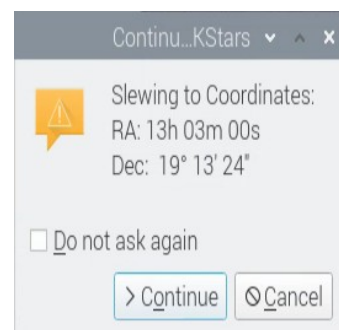 Continu...KStars
Slewing to Coordinates:
RA: 13h 03m 00s
Dec: 19° 13' 24"
Do not ask again
Continue
Cancel